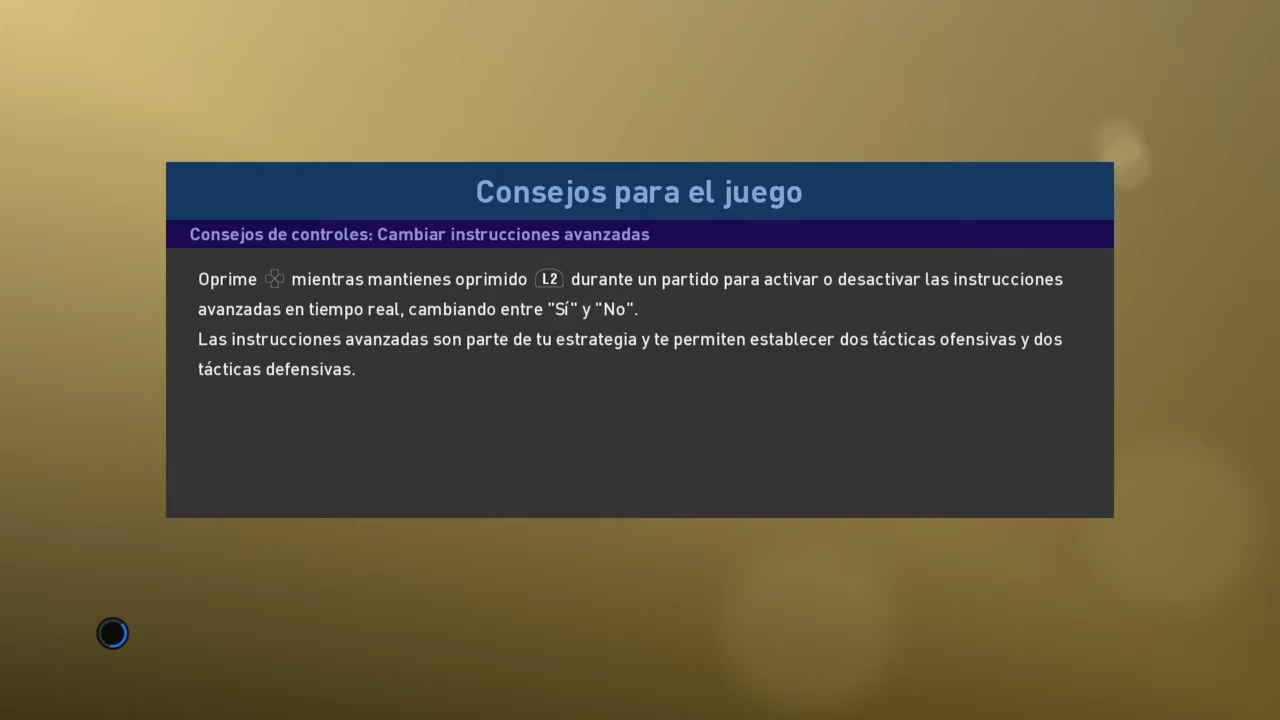 Consejos para el juego
Consejos de controles: Cambiar instrucciones avanzadas
Oprime mientras mantienes oprimido L2 durante un partido para activar o desactivar las instrucciones
avanzadas en tiempo real, cambiando entre "Sí" y "No".
Las instrucciones avanzadas son parte de tu estrategia y te permiten establecer dos tácticas ofensivas y dos
tácticas defensivas.